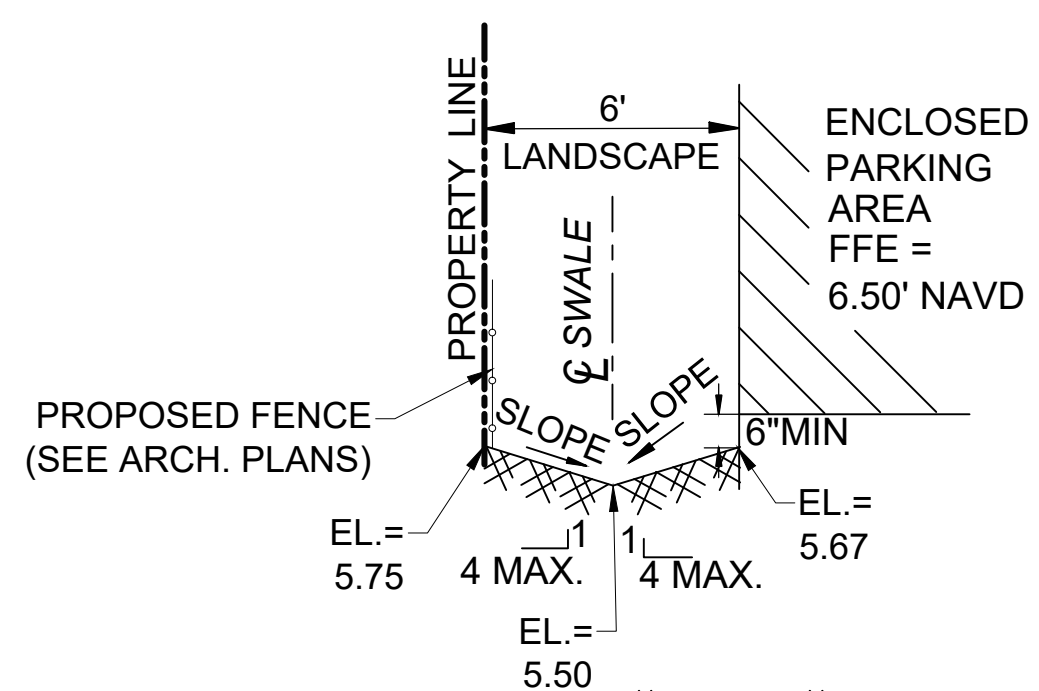 PROPERTY LINE
6'
LANDSCAPE
℄ SWALE
ENCLOSED
PARKING
AREA
FFE =
6.50' NAVD
PROPOSED FENCE
(SEE ARCH. PLANS)
SLOPE
SLOPE
6"MIN
EL.=
5.75
1
4 MAX.
1
4 MAX.
EL.=
5.67
EL.=
5.50